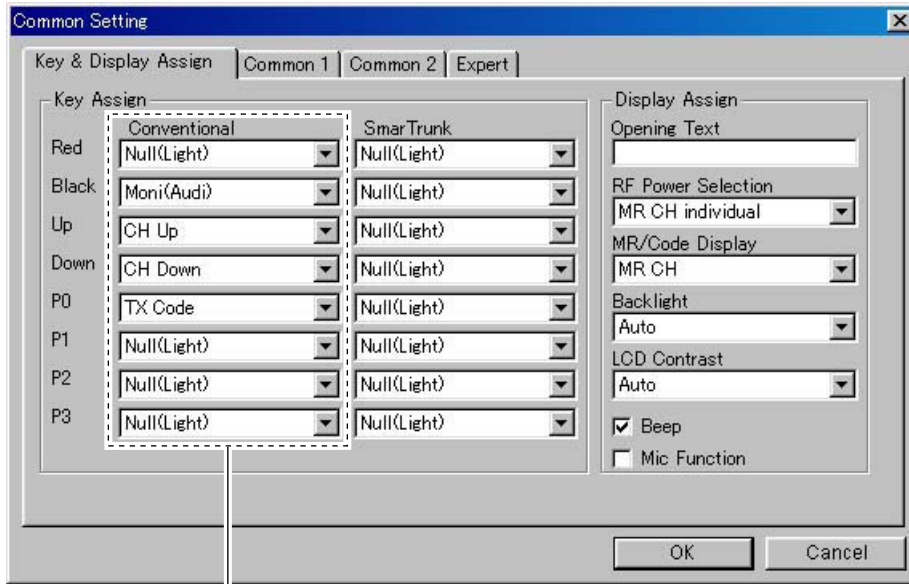 Common Setting
Key & Display Assign Common 1 Common 2 Expert
Key Assign
Conventional SmarTrunk
Red Null(Light) Null(Light)
Black Moni(Audi) Null(Light)
Up CH Up Null(Light)
Down CH Down Null(Light)
P0 TX Code Null(Light)
P1 Null(Light) Null(Light)
P2 Null(Light) Null(Light)
P3 Null(Light) Null(Light)
Display Assign
Opening Text
RF Power Selection
MR CH individual
MR/Code Display
MR CH
Backlight
Auto
LCD Contrast
Auto
Beep
Mic Function
OK Cancel